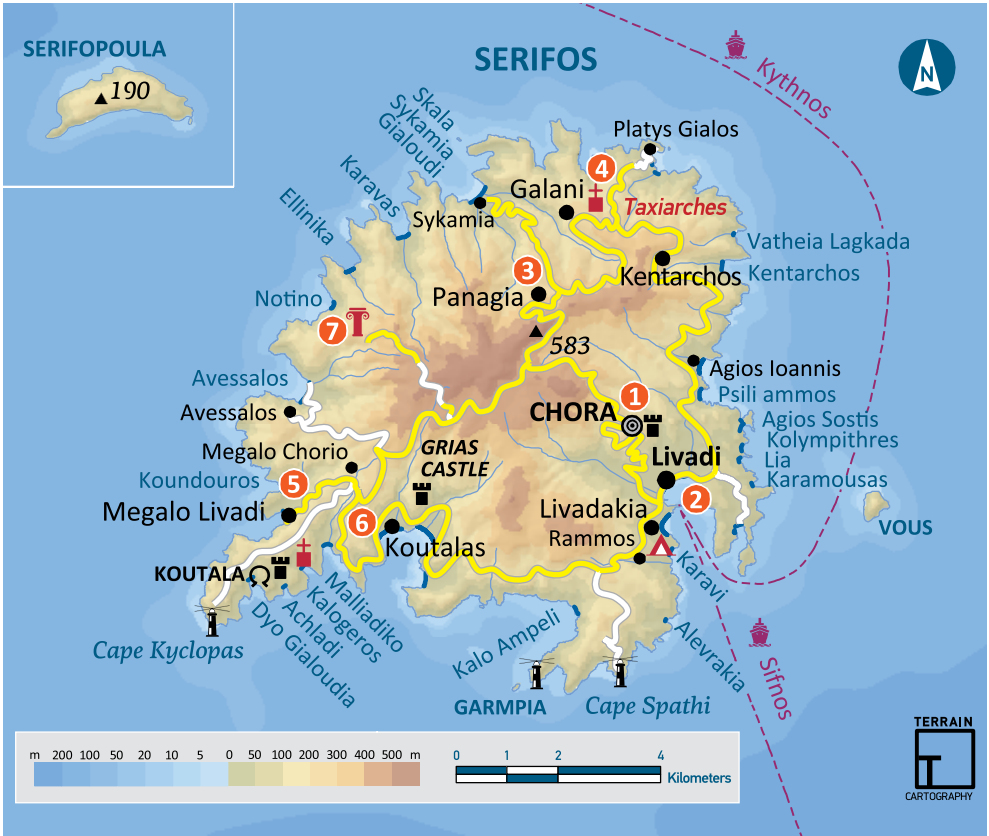 SERIFOPOULA
190
SERIFOS
N
Kythnos
Skala
Sykamia
Gialoudi
Platys Gialos
4
Karavas
Galani
Taxiarches
Ellinika
Sykamia
Vatheia Lagkada
Kentarchos
Kentarchos
3
Panagia
Notino
7
583
Agios Ioannis
Avessalos
Psili ammos
1
Avessalos
CHORA
Agios Sostis
Kolympithres
Lia
Karamousas
Megalo Chorio
GRIAS
CASTLE
Livadi
Koundouros
5
2
Megalo Livadi
6
Livadakia
VOUS
Rammos
Koutalas
KOUTALA
Malliadiko
Kalogeros
Achladi
Dyo Gialoudia
Karavi
Cape Kyclopas
Kalo Ampeli
Alevrakia
Sifnos
GARMPIA
Cape Spathi
m 200 100 50 20 10 5 0 50 100 200 300 400 500 m
0 1 2 4
Kilometers
TERRAIN
T
CARTOGRAPHY